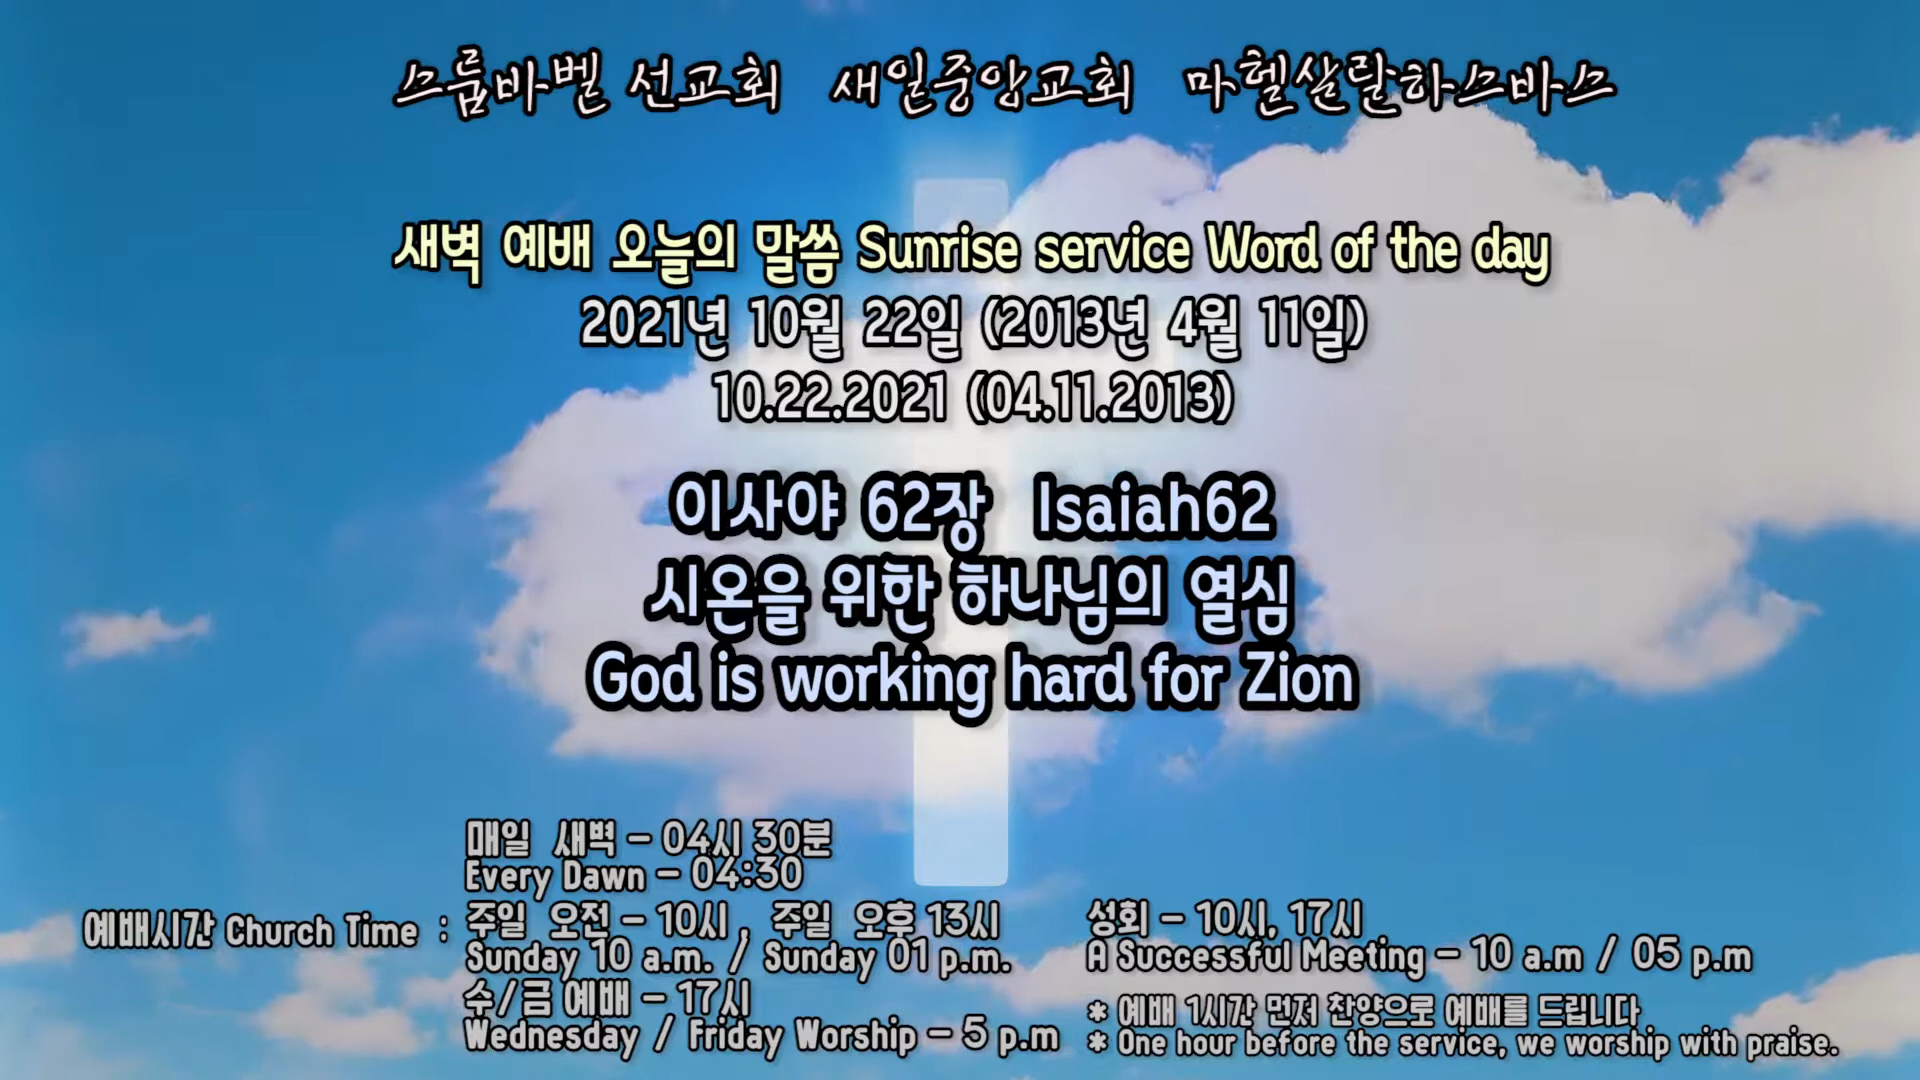 스룹바벨 선교회 새일중앙교회 마헬살랄하스바스
새벽 예배 오늘의 말씀 Sunrise service Word of the day
2021년 10월 22일 (2013년 4월 11일)
10.22.2021 (04.11.2013)
이사야 62장 Isaiah62
시온을 위한 하나님의 열심
God is working hard for Zion
예배시간 Church Time :
매일 새벽 - 04시 30분
Every Dawn - 04:30
주일 오전 - 10시 , 주일 오후 13시
Sunday 10 a.m. / Sunday 01 p.m.
수/금 예배 - 17시
Wednesday / Friday Worship - 5 p.m
성회 - 10시, 17시
A Successful Meeting - 10 a.m / 05 p.m
* 예배 1시간 먼저 찬양으로 예배를 드립니다
* One hour before the service, we worship with praise.